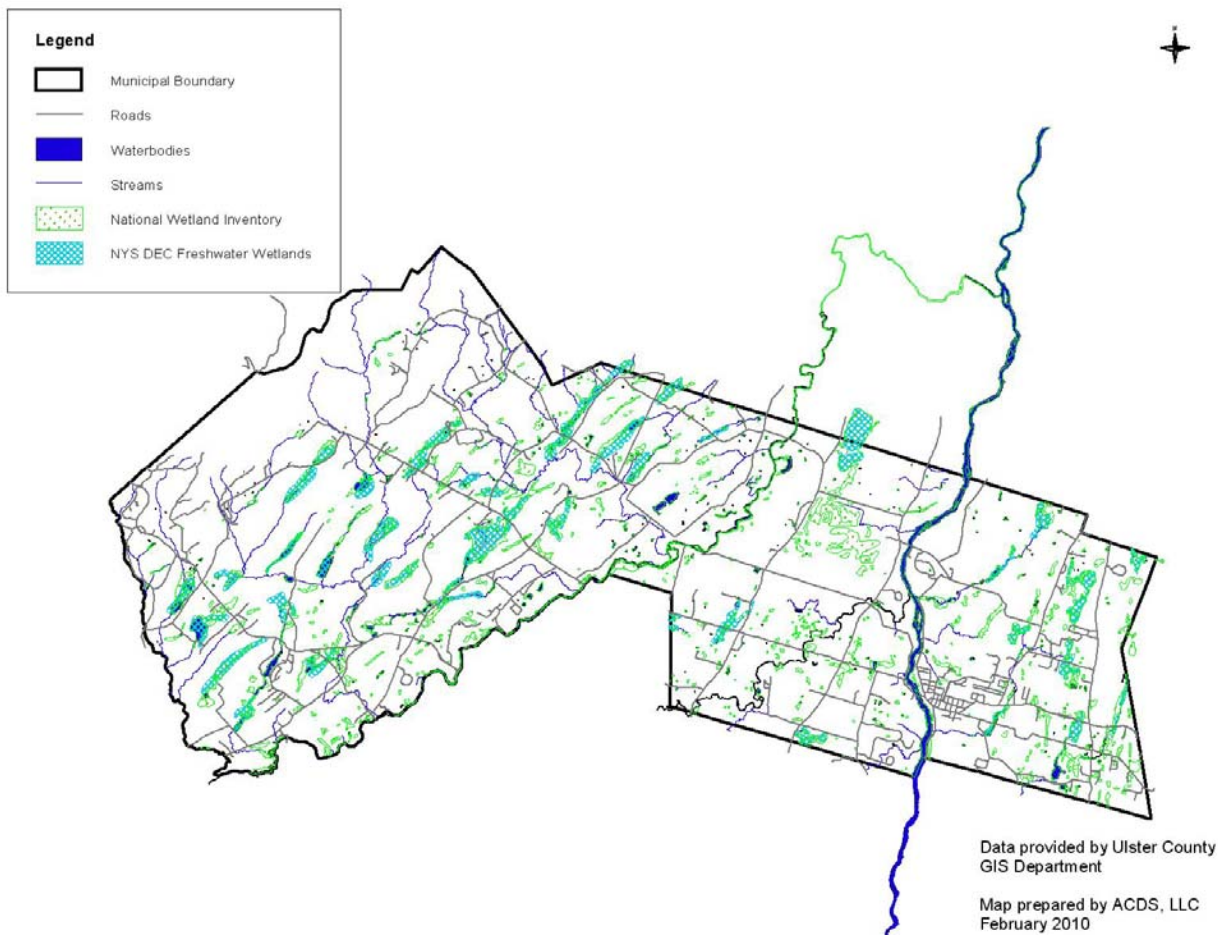 Legend
Municipal Boundary
Roads
Waterbodies
Streams
National Wetland Inventory
NYS DEC Freshwater Wetlands
Data provided by Ulster County
GIS Department
Map prepared by ACDS, LLC
February 2010